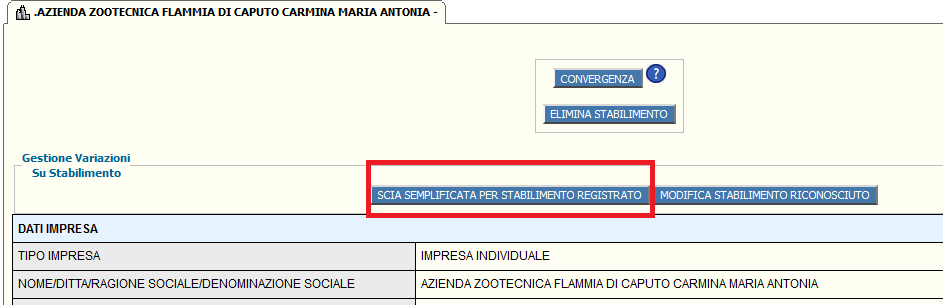 .AZIENDA ZOOTECNICA FLAMMIA DI CAPUTO CARMINA MARIA ANTONIA -
CONVERGENZA ?
ELIMINA STABILIMENTO
Gestione Variazioni
Su Stabilimento
SCIA SEMPLIFICATA PER STABILIMENTO REGISTRATO MODIFICA STABILIMENTO RICONOSCIUTO
DATI IMPRESA
TIPO IMPRESA IMPRESA INDIVIDUALE
NOME/DITTA/RAGIONE SOCIALE/DENOMINAZIONE SOCIALE AZIENDA ZOOTECNICA FLAMMIA DI CAPUTO CARMINA MARIA ANTONIA